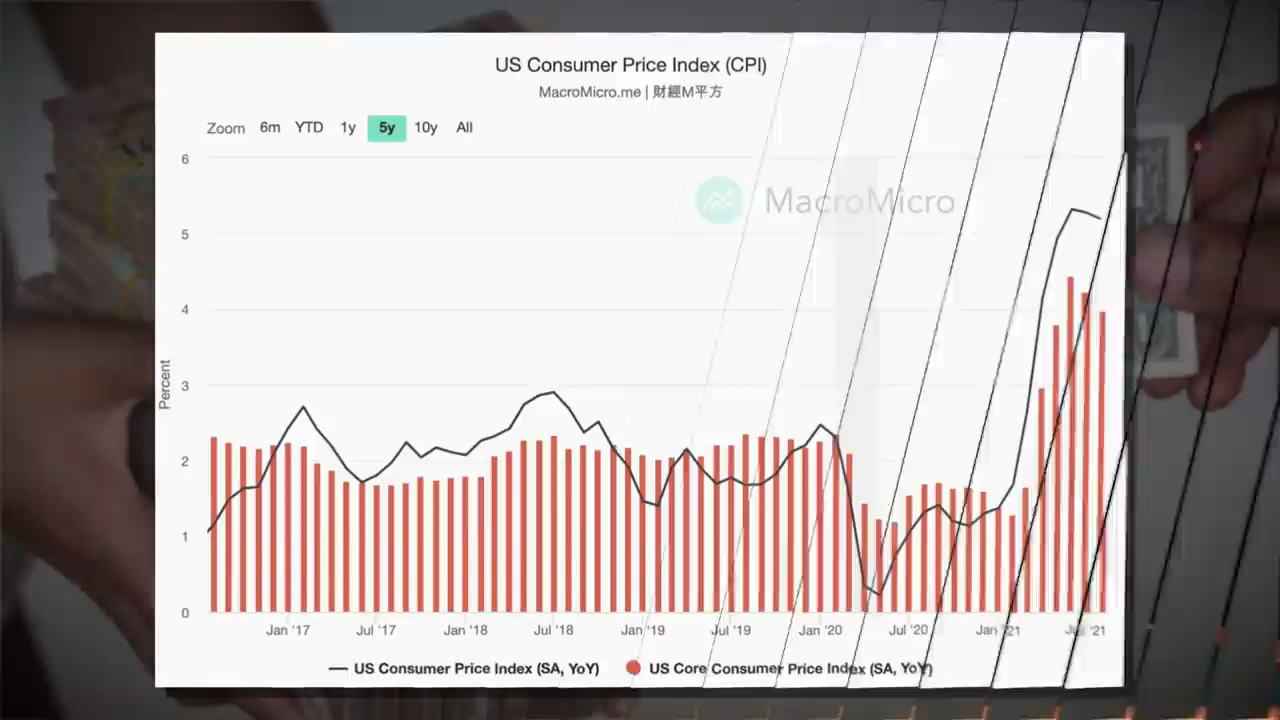 US Consumer Price Index (CPI)
MacroMicro.me | 財經M平方
Zoom 6m YTD 1y 5y 10y All
MacroMicro
Percent
6
5
4
3
2
1
0
Jan '17 Jul '17 Jan '18 Jul '18 Jan '19 Jul '19 Jan '20 Jul '20 Jan '21 Jul '21
US Consumer Price Index (SA, YoY) US Core Consumer Price Index (SA, YoY)